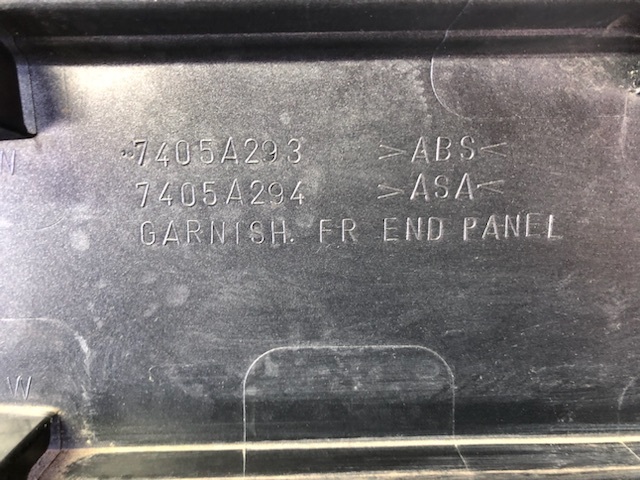 7405A293 >ABS<
7405A294 >ASA<
GARNISH. FR END PANEL
N
W